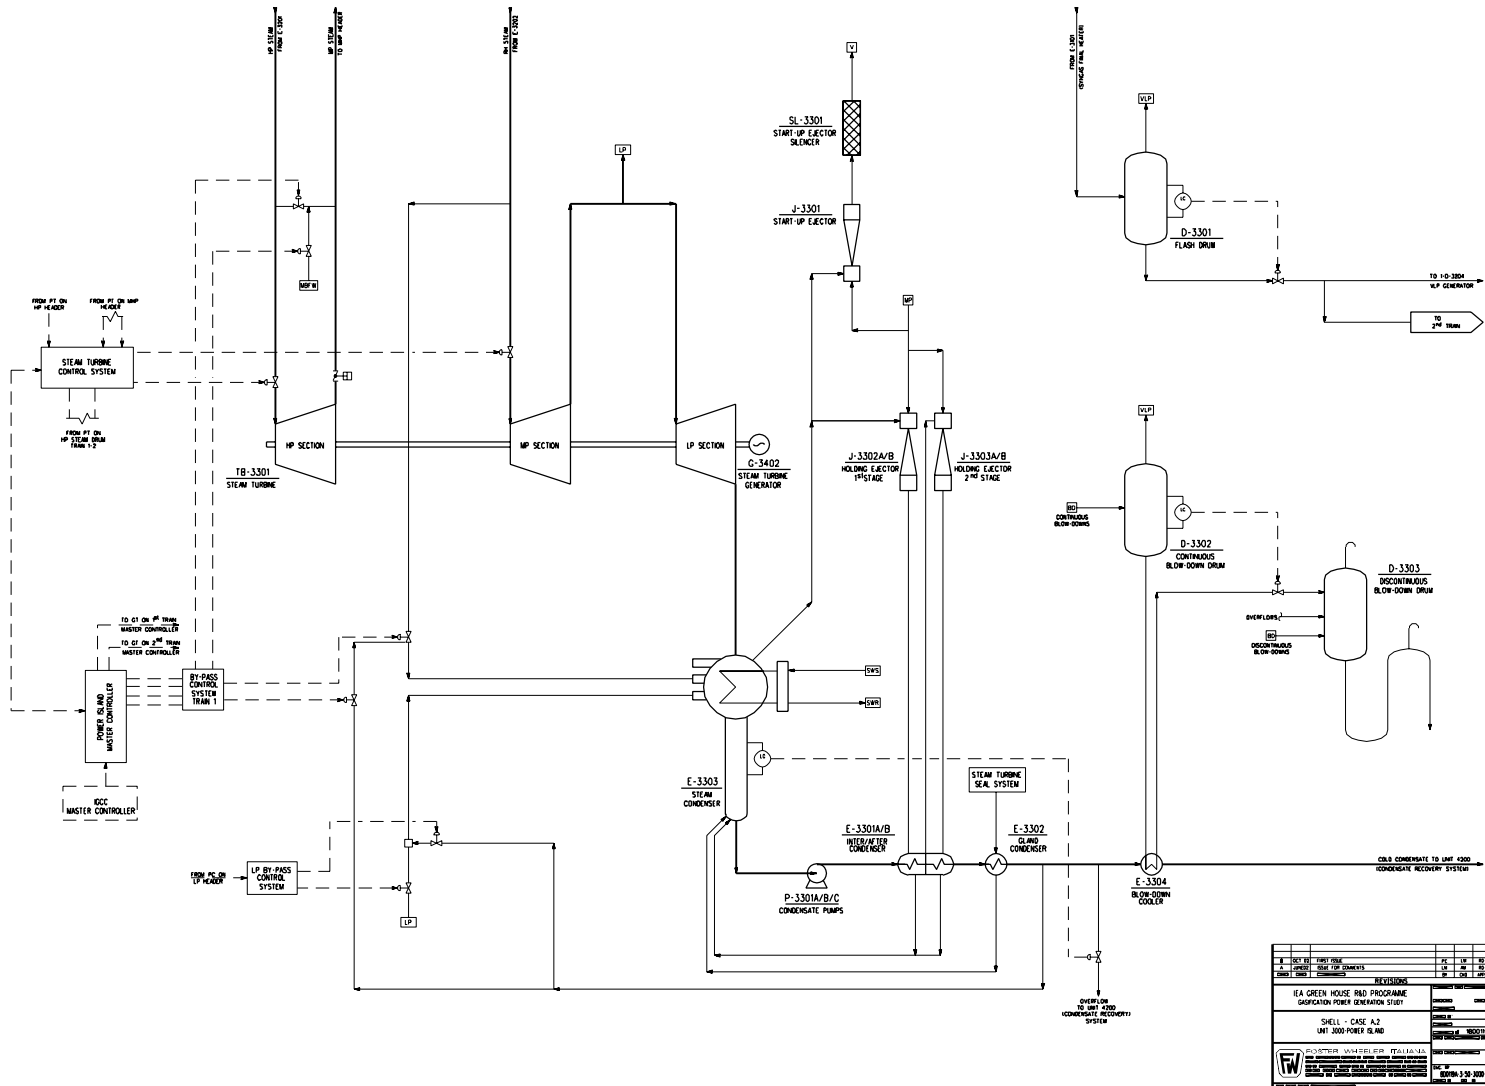 HP STEAM
FROM E-3201
MP STEAM
TO MHP HEADER
RH STEAM
FROM E-3202
FROM E-3101
(SYNGAS FINAL HEATER)
V
SL-3301
START-UP EJECTOR
SILENCER
VLP
LP
J-3301
START-UP EJECTOR
LC
D-3301
FLASH DRUM
MBFW
TO 1-D-3204
VLP GENERATOR
TO
2nd TRAIN
MP
FROM PT ON
HP HEADER
FROM PT ON MHP
HEADER
STEAM TURBINE
CONTROL SYSTEM
FROM PT ON
HP STEAM DRUM
TRAIN 1-2
HP SECTION
MP SECTION
LP SECTION
TB-3301
STEAM TURBINE
G-3402
STEAM TURBINE
GENERATOR
J-3302A/B
HOLDING EJECTOR
1st STAGE
J-3303A/B
HOLDING EJECTOR
2nd STAGE
VLP
BD
CONTINUOUS
BLOW-DOWNS
LC
D-3302
CONTINUOUS
BLOW-DOWN DRUM
D-3303
DISCONTINUOUS
BLOW-DOWN DRUM
OVERFLOWS
BD
DISCONTINUOUS
BLOW-DOWNS
TO GT ON 1st TRAIN
MASTER CONTROLLER
TO GT ON 2nd TRAIN
MASTER CONTROLLER
BY-PASS
CONTROL
SYSTEM
TRAIN 1
POWER ISLAND
MASTER CONTROLLER
IGCC
MASTER CONTROLLER
SWS
SWR
LC
E-3303
STEAM
CONDENSER
STEAM TURBINE
SEAL SYSTEM
E-3301A/B
INTER/AFTER
CONDENSER
E-3302
GLAND
CONDENSER
FROM PC ON
LP HEADER
LP BY-PASS
CONTROL
SYSTEM
LP
P-3301A/B/C
CONDENSATE PUMPS
E-3304
BLOW-DOWN
COOLER
COLD CONDENSATE TO UNIT 4200
(CONDENSATE RECOVERY SYSTEM)
OVERFLOW
TO UNIT 4200
(CONDENSATE RECOVERY)
SYSTEM
B OCT 02 FIRST ISSUE
A ISSUE FOR COMMENTS
REVISIONS
IEA GREEN HOUSE R&D PROGRAMME
GASIFICATION POWER GENERATION STUDY
SHELL - CASE A.2
UNIT 3000-POWER ISLAND
FW
FOSTER WHEELER ITALIANA